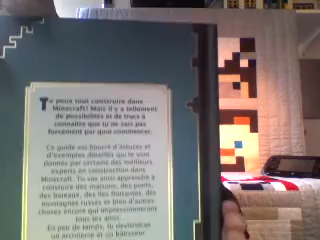 Tu peux tout construire dans
Minecraft! Mais il y a tellement
de possibilités et de trucs à
connaître que tu ne sais pas
forcément par quoi commencer.
Ce guide est bourré d'astuces et
d'exemples détaillés qui te sont
donnés par certains des meilleurs
experts en construction dans
Minecraft. Tu vas ainsi apprendre à
construire des maisons, des ponts,
des bateaux, des îles flottantes, des
montagnes russes et bien d'autres
choses encore qui impressionneront
tous tes amis.
En peu de temps, tu deviendras
un architecte et un bâtisseur